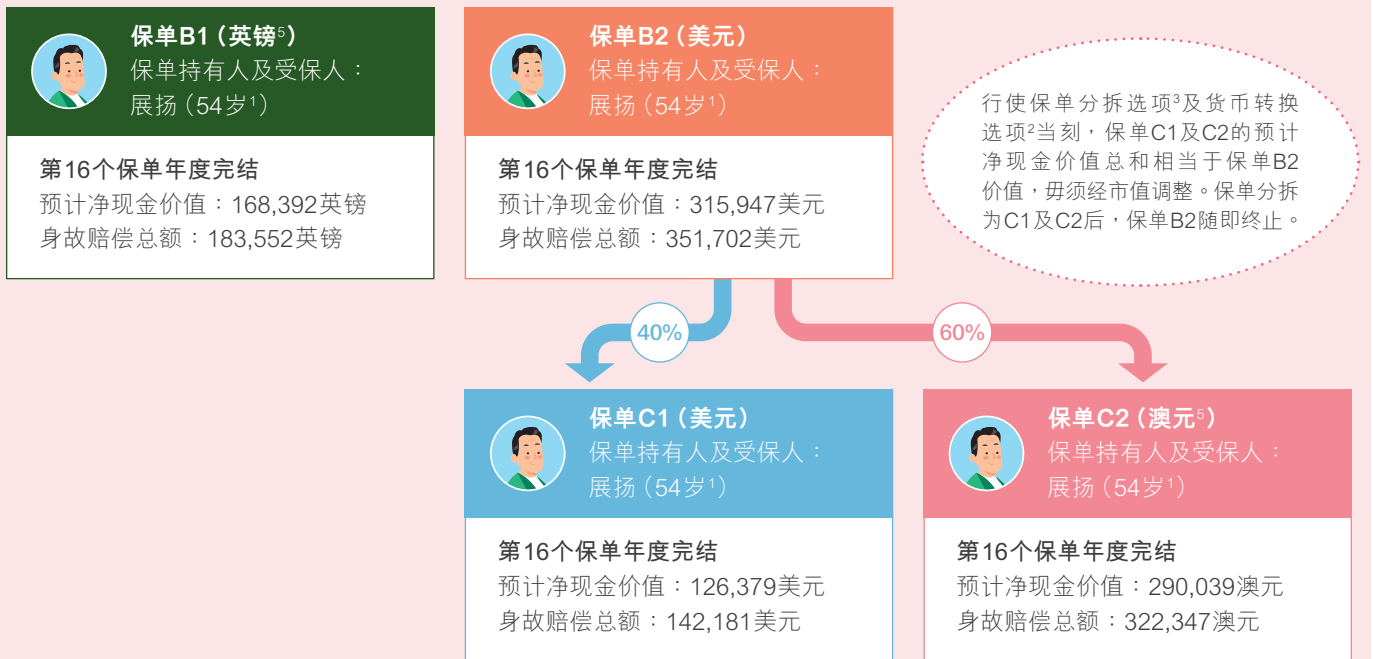 保单B1（英镑⁵）
保单持有人及受保人：
展扬（54岁¹）
第16个保单年度完结
预计净现金价值：168,392英镑
身故赔偿总额：183,552英镑
保单B2（美元）
保单持有人及受保人：
展扬（54岁¹）
第16个保单年度完结
预计净现金价值：315,947美元
身故赔偿总额：351,702美元
行使保单分拆选项³及货币转换
选项²当刻，保单C1及C2的预计
净现金价值总和相当于保单B2
价值，毋须经市值调整。保单分拆
为C1及C2后，保单B2随即终止。
40%
60%
保单C1（美元）
保单持有人及受保人：
展扬（54岁¹）
第16个保单年度完结
预计净现金价值：126,379美元
身故赔偿总额：142,181美元
保单C2（澳元⁵）
保单持有人及受保人：
展扬（54岁¹）
第16个保单年度完结
预计净现金价值：290,039澳元
身故赔偿总额：322,347澳元